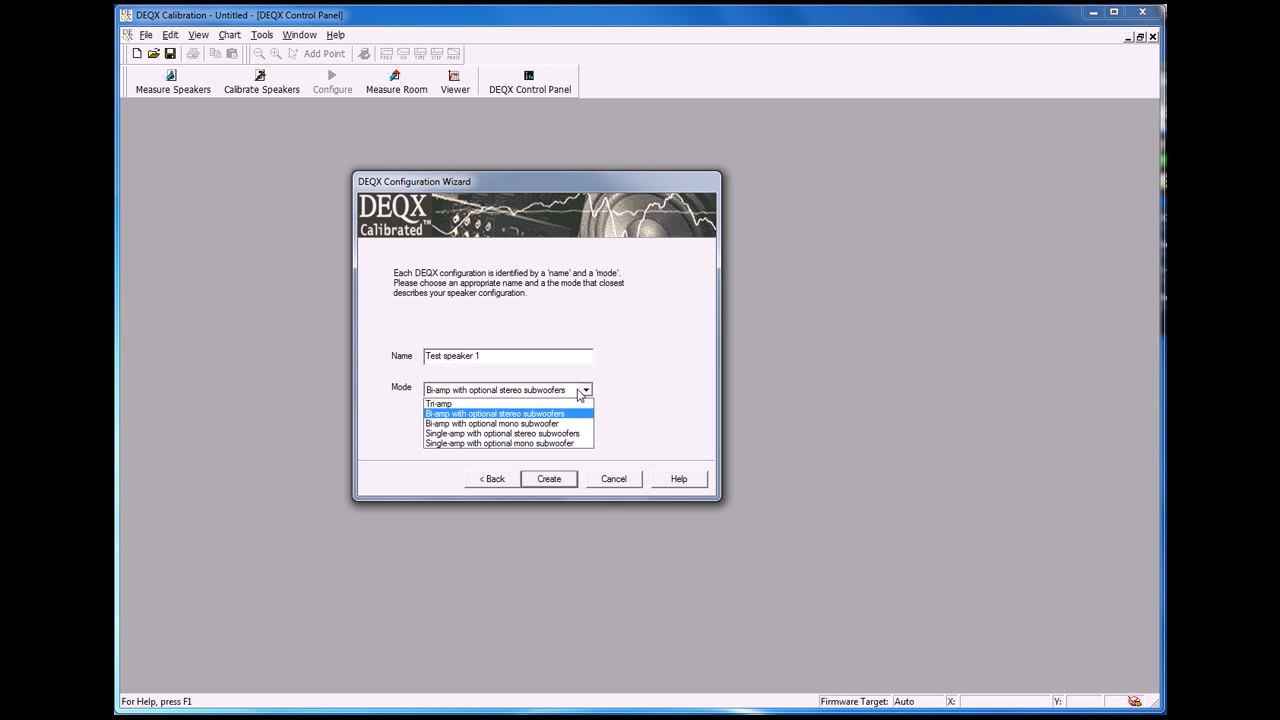 DEQX Calibration - Untitled - [DEQX Control Panel]
File Edit View Chart Tools Window Help
Add Point
Measure Speakers Calibrate Speakers Configure Measure Room Viewer DEQX Control Panel
DEQX Configuration Wizard
DEQX
Calibrated™
Each DEQX configuration is identified by a 'name' and a 'mode'.
Please choose an appropriate name and a the mode that closest
describes your speaker configuration.
Name Test speaker 1
Mode Bi-amp with optional stereo subwoofers
Tri-amp
Bi-amp with optional stereo subwoofers
Bi-amp with optional mono subwoofer
Single-amp with optional stereo subwoofers
Single-amp with optional mono subwoofer
< Back Create Cancel Help
For Help, press F1 Firmware Target: Auto X: Y: